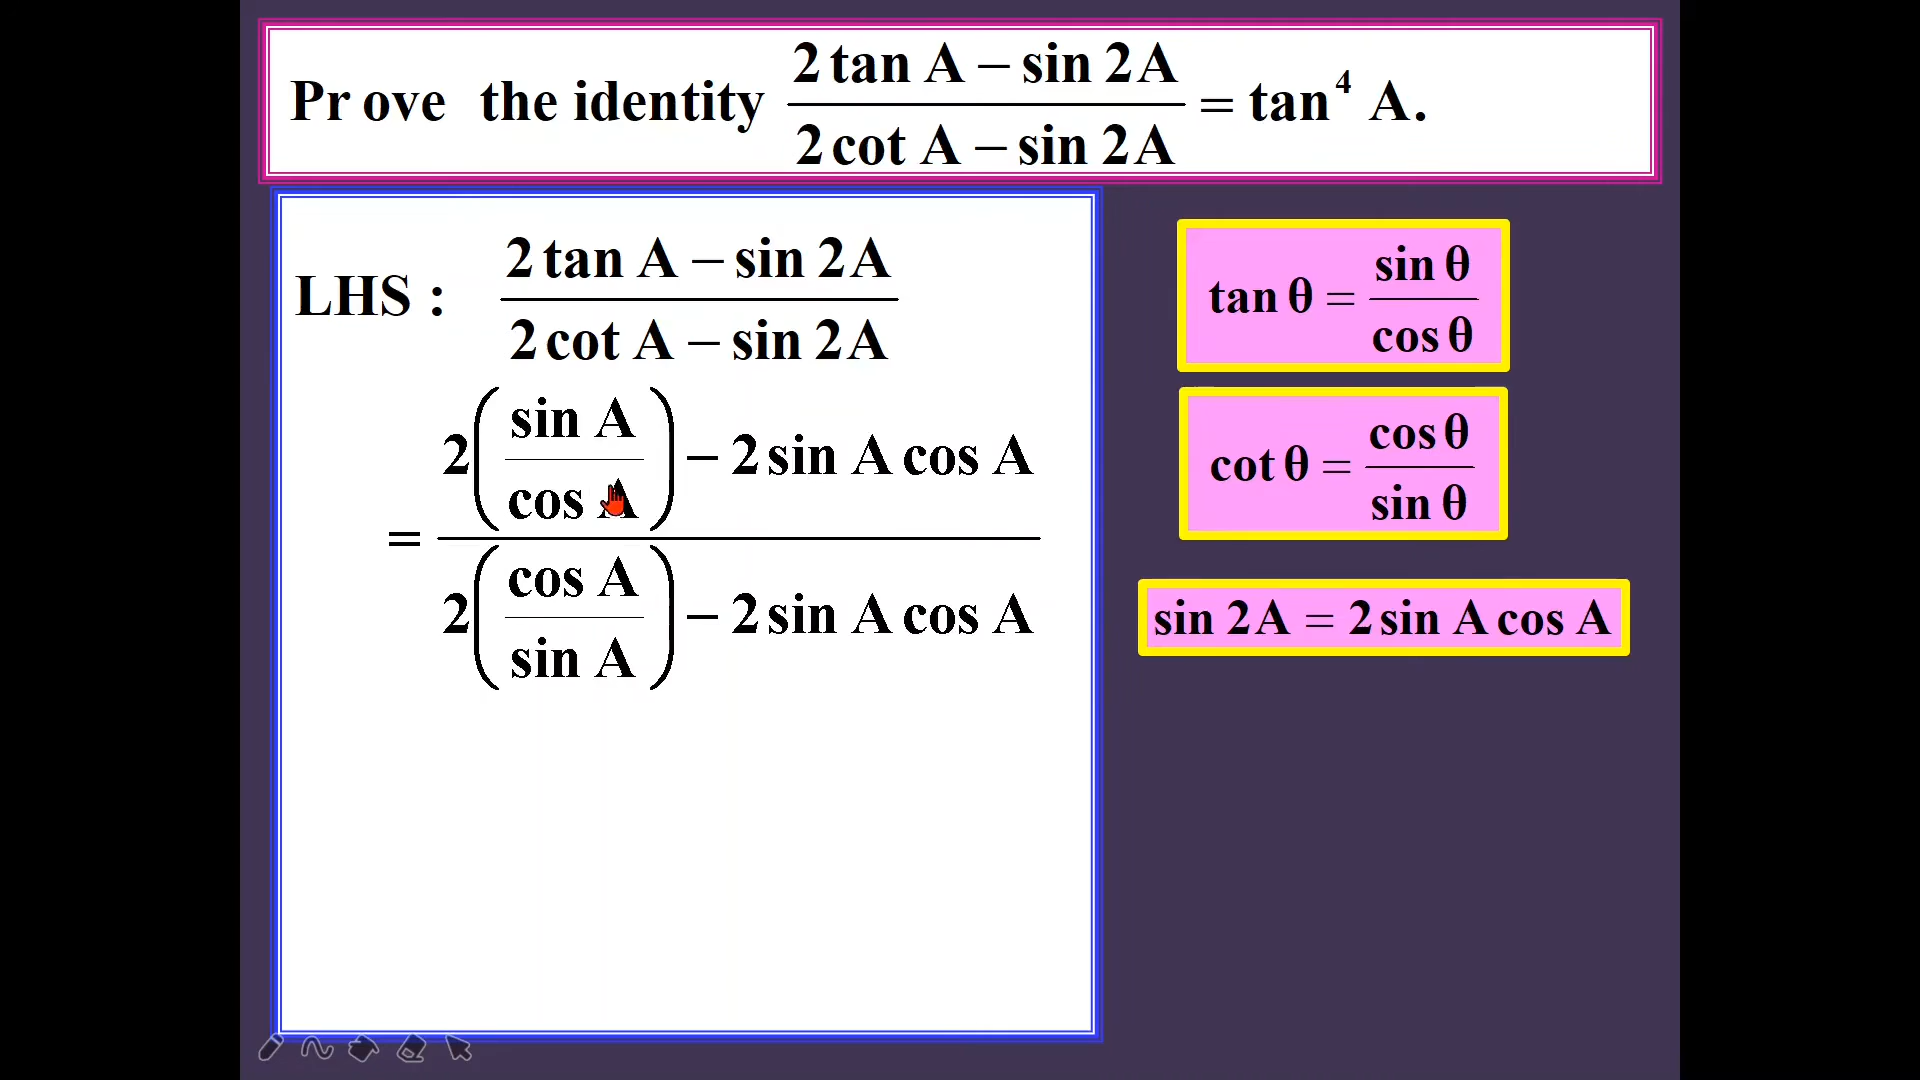 Pr ove the identity (2 tan A − sin 2A)/(2 cot A − sin 2A) = tan⁴ A.
LHS : (2 tan A − sin 2A)/(2 cot A − sin 2A)
= (2(sin A/cos A) − 2 sin A cos A)/(2(cos A/sin A) − 2 sin A cos A)
tan θ = sin θ/cos θ
cot θ = cos θ/sin θ
sin 2A = 2 sin A cos A